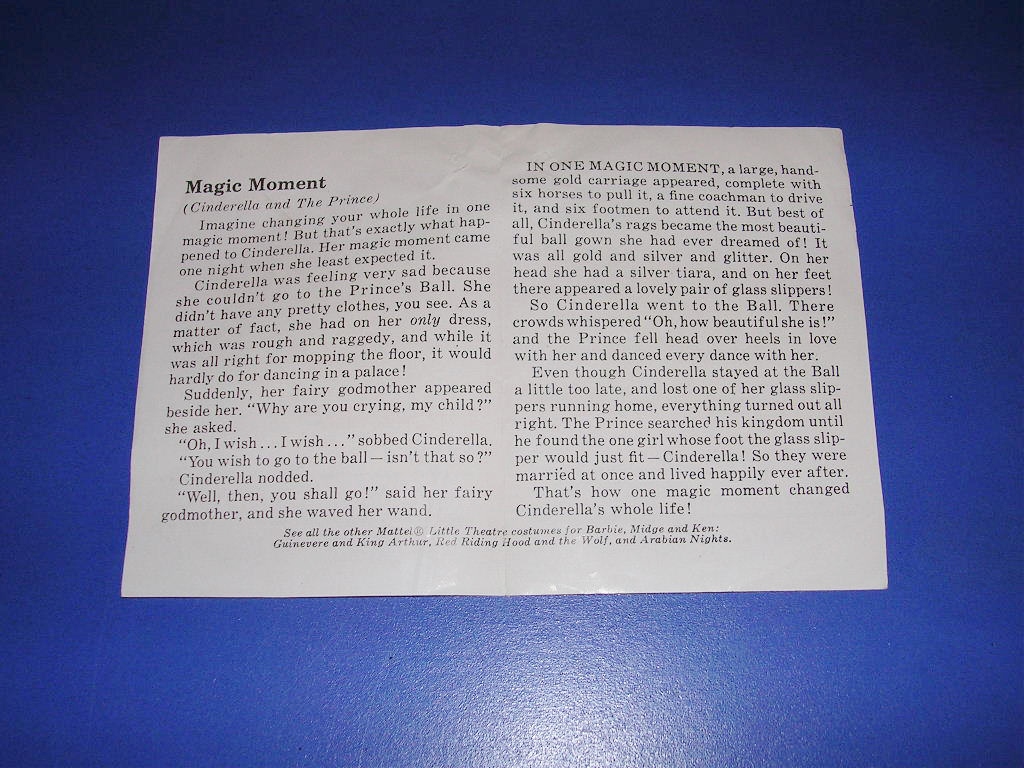 Magic Moment
(Cinderella and The Prince)
Imagine changing your whole life in one
magic moment! But that's exactly what hap-
pened to Cinderella. Her magic moment came
one night when she least expected it.
Cinderella was feeling very sad because
she couldn't go to the Prince's Ball. She
didn't have any pretty clothes, you see. As a
matter of fact, she had on her only dress,
which was rough and raggedy, and while it
was all right for mopping the floor, it would
hardly do for dancing in a palace!
Suddenly, her fairy godmother appeared
beside her. "Why are you crying, my child?"
she asked.
"Oh, I wish . . . I wish . . ." sobbed Cinderella.
"You wish to go to the ball — isn't that so?"
Cinderella nodded.
"Well, then, you shall go!" said her fairy
godmother, and she waved her wand.
IN ONE MAGIC MOMENT, a large, hand-
some gold carriage appeared, complete with
six horses to pull it, a fine coachman to drive
it, and six footmen to attend it. But best of
all, Cinderella's rags became the most beauti-
ful ball gown she had ever dreamed of! It
was all gold and silver and glitter. On her
head she had a silver tiara, and on her feet
there appeared a lovely pair of glass slippers!
So Cinderella went to the Ball. There
crowds whispered "Oh, how beautiful she is!"
and the Prince fell head over heels in love
with her and danced every dance with her.
Even though Cinderella stayed at the Ball
a little too late, and lost one of her glass slip-
pers running home, everything turned out all
right. The Prince searched his kingdom until
he found the one girl whose foot the glass slip-
per would just fit — Cinderella! So they were
married at once and lived happily ever after.
That's how one magic moment changed
Cinderella's whole life!
See all the other Mattel® Little Theatre costumes for Barbie, Midge and Ken:
Guinevere and King Arthur, Red Riding Hood and the Wolf, and Arabian Nights.